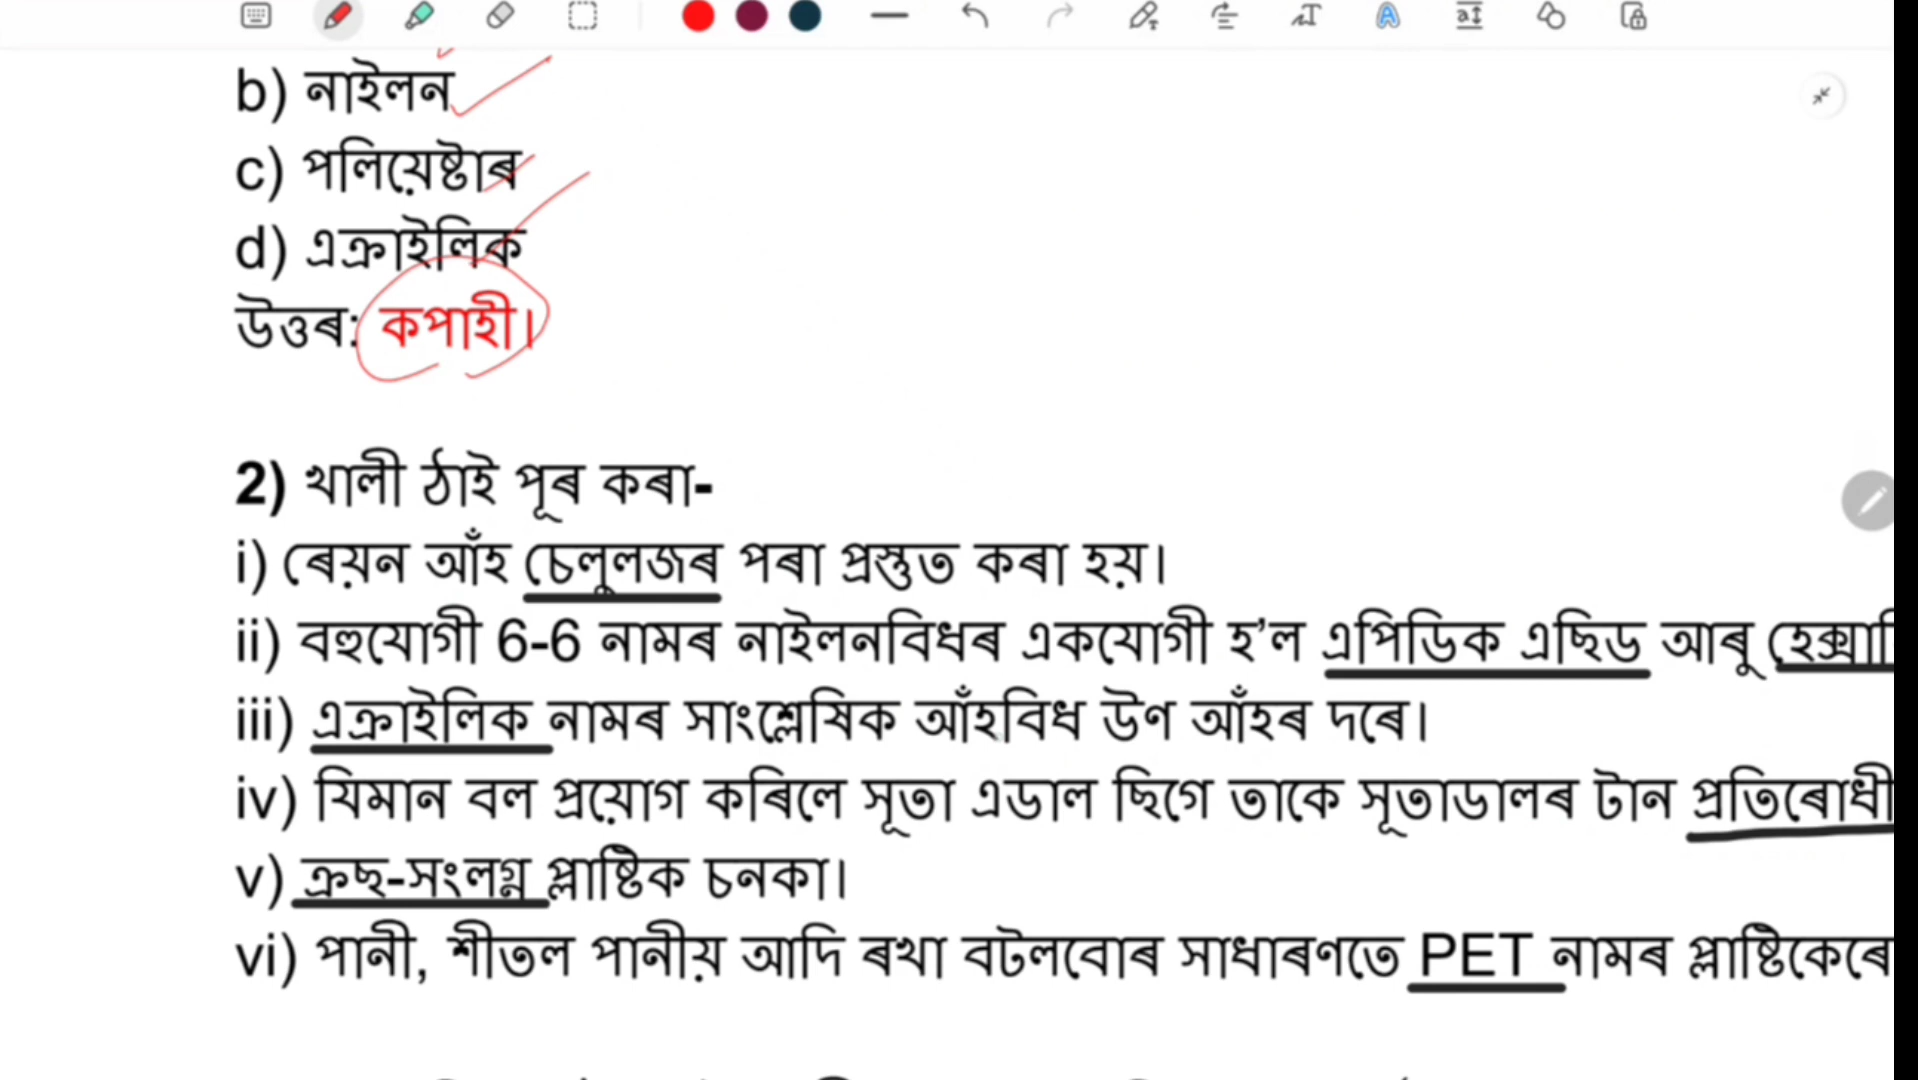 b) নাইলন
c) পলিয়েষ্টাৰ
d) এক্ৰাইলিক
উত্তৰ: কপাহী।
2) খালী ঠাই পূৰ কৰা-
i) ৰেয়ন আঁহ চেলুলজৰ পৰা প্ৰস্তুত কৰা হয়।
ii) বহুযোগী 6-6 নামৰ নাইলনবিধৰ একযোগী হ’ল এপিডিক এছিড আৰু
iii) এক্ৰাইলিক নামৰ সাংশ্লেষিক আঁহবিধ উণ আঁহৰ দৰে।
iv) যিমান বল প্ৰয়োগ কৰিলে সূতা এডাল ছিগে তাকে সূতাডালৰ টান প্ৰতিৰোধী
v) ক্ৰছ-সংলগ্ন প্লাষ্টিক চনকা।
vi) পানী, শীতল পানীয় আদি ৰখা বটলবোৰ সাধাৰণতে PET নামৰ প্লাষ্টিকেৰে